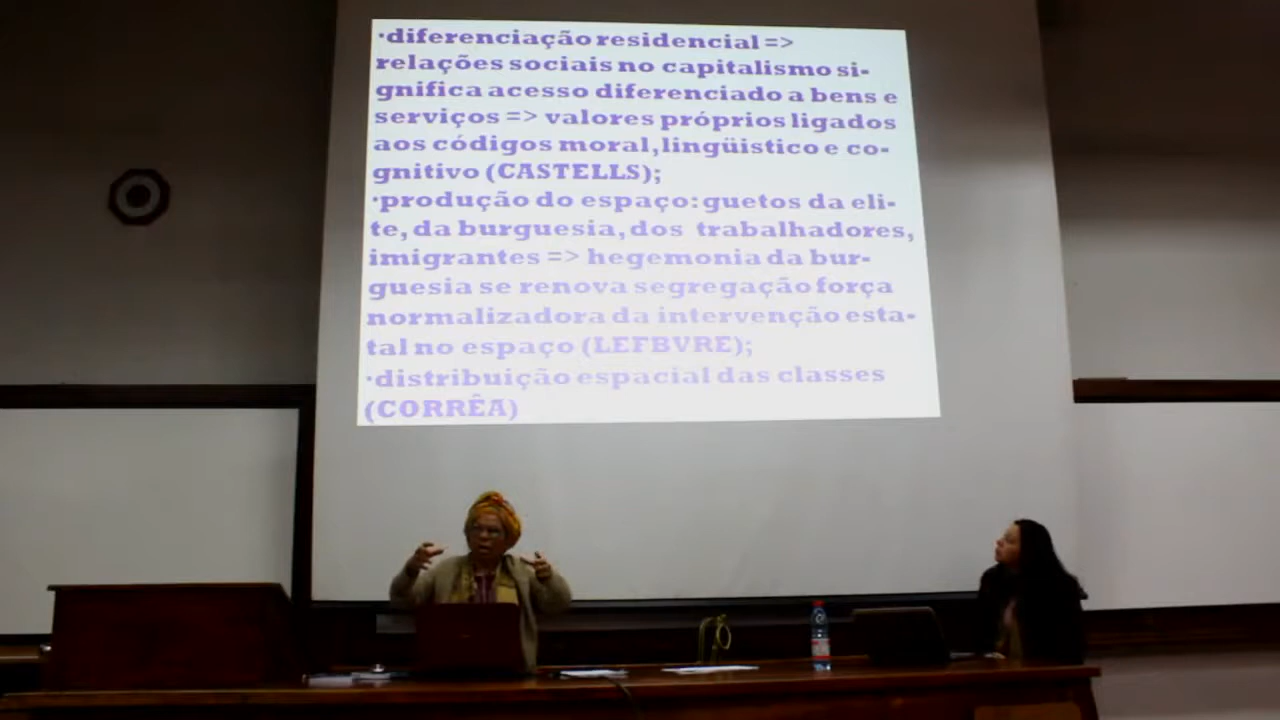 ·diferenciação residencial =>
relações sociais no capitalismo si-
gnifica acesso diferenciado a bens e
serviços => valores próprios ligados
aos códigos moral, lingüistico e co-
gnitivo (CASTELLS);
·produção do espaço: guetos da eli-
te, da burguesia, dos trabalhadores,
imigrantes => hegemonia da bur-
guesia se renova segregação força
normalizadora da intervenção esta-
tal no espaço (LEFBVRE);
·distribuição espacial das classes
(CORRÊA)